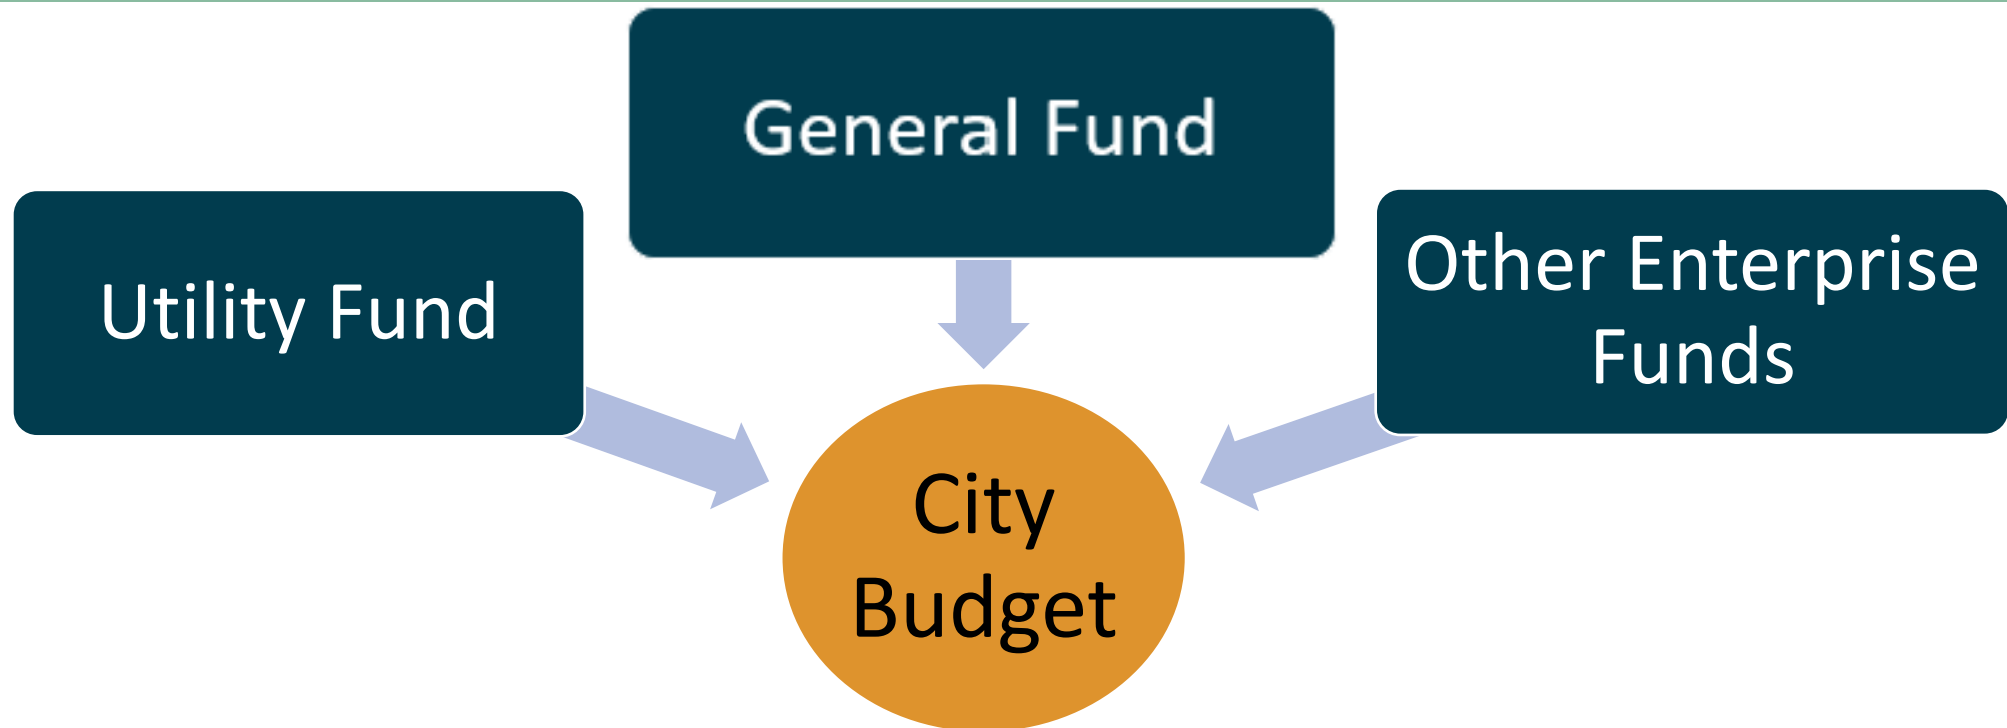 General Fund
Utility Fund
Other Enterprise
Funds
City
Budget